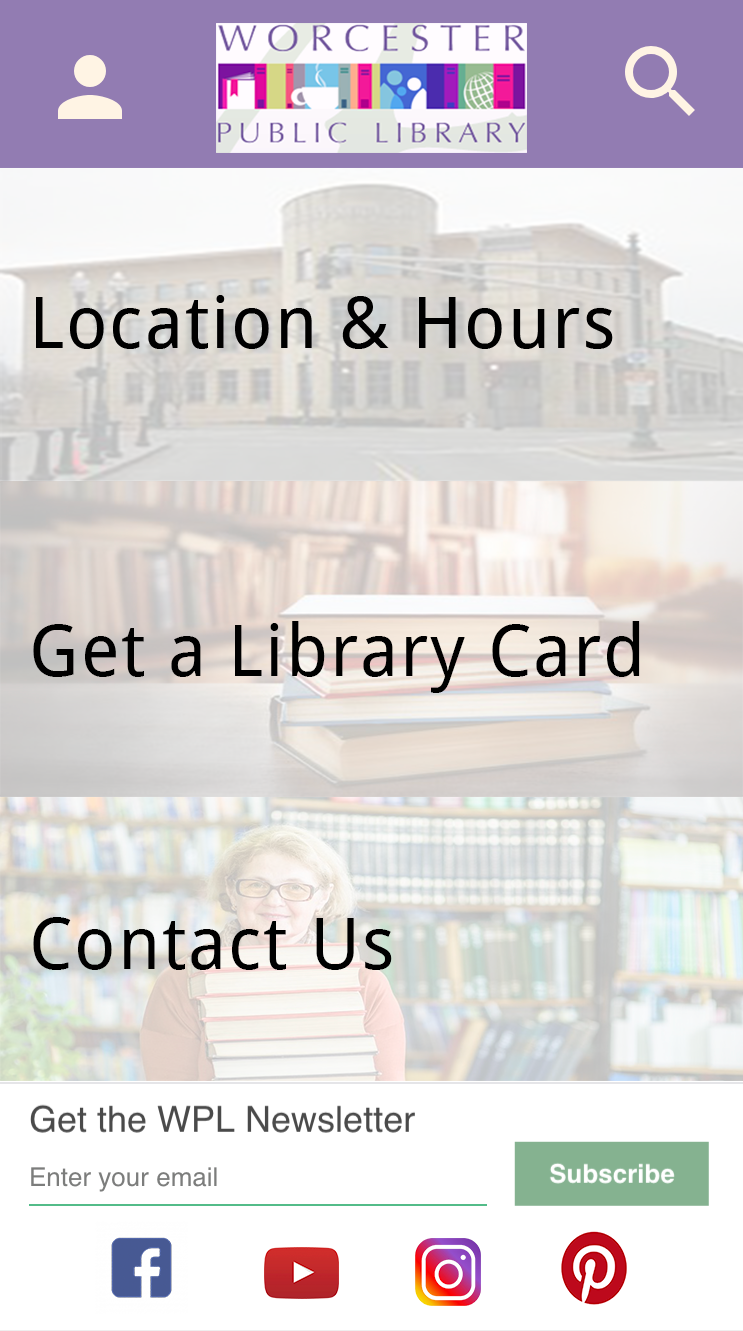 WORCESTER
PUBLIC LIBRARY
Location & Hours
Get a Library Card
Contact Us
Get the WPL Newsletter
Enter your email
Subscribe